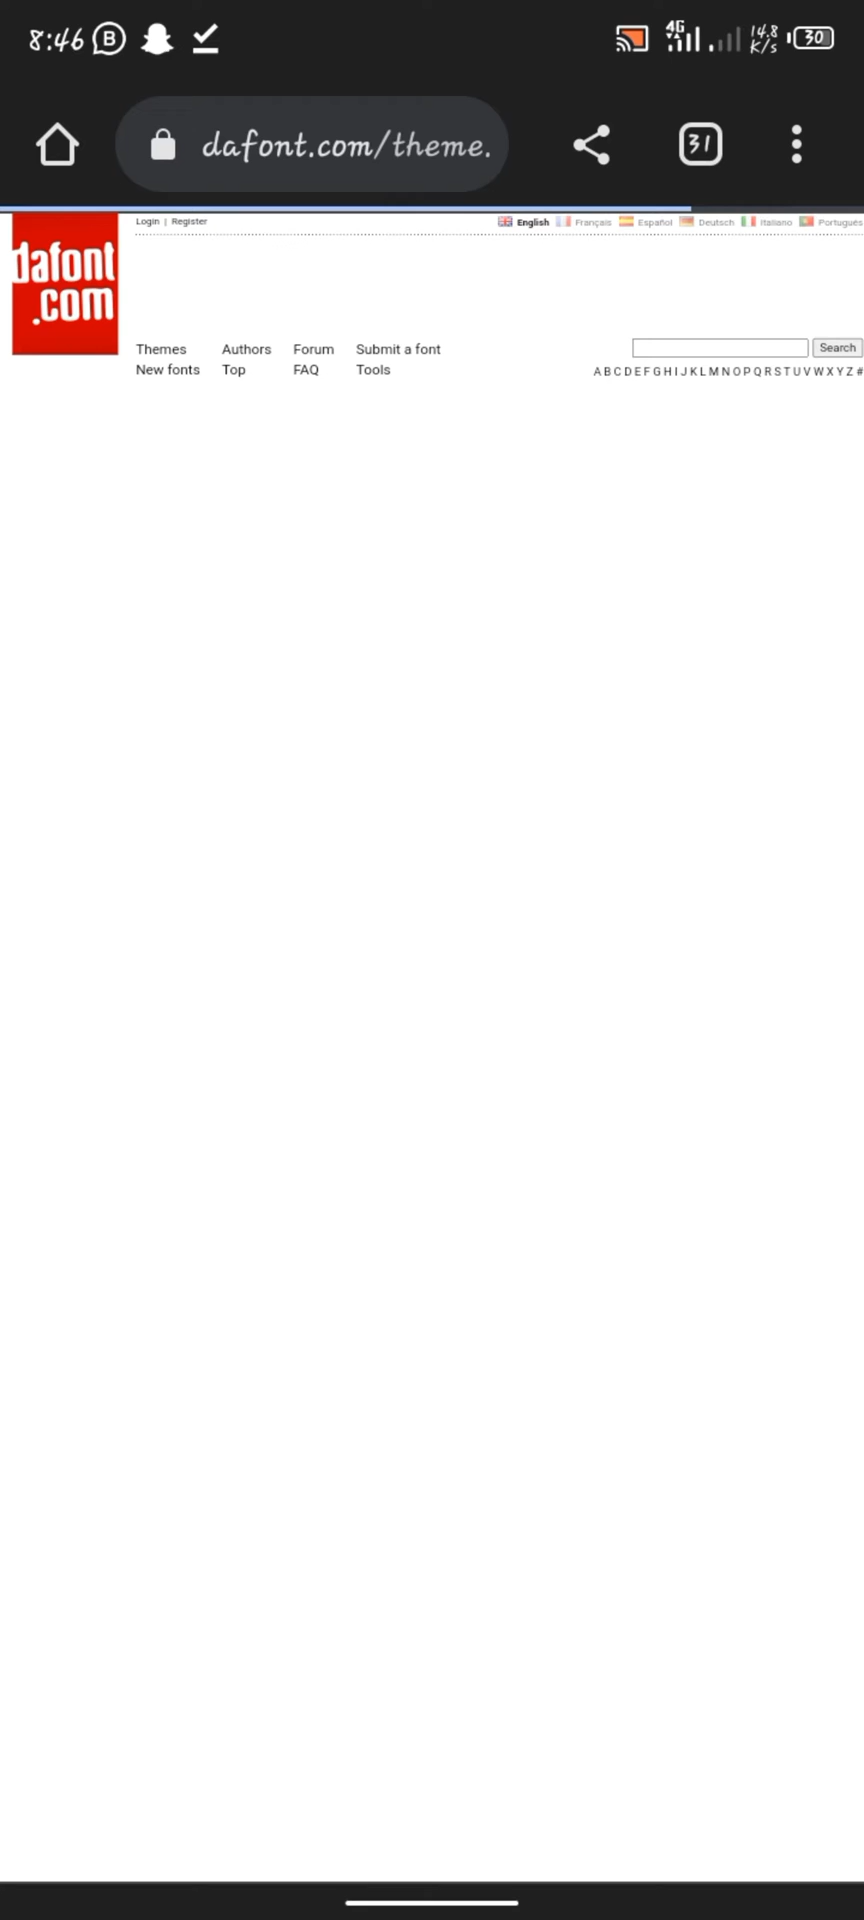 8:46 B 4G 14.8 K/s 30
dafont.com/theme. 31
Login | Register English Français Español Deutsch Italiano Português
dafont
.com
Themes Authors Forum Submit a font Search
New fonts Top FAQ Tools A B C D E F G H I J K L M N O P Q R S T U V W X Y Z #